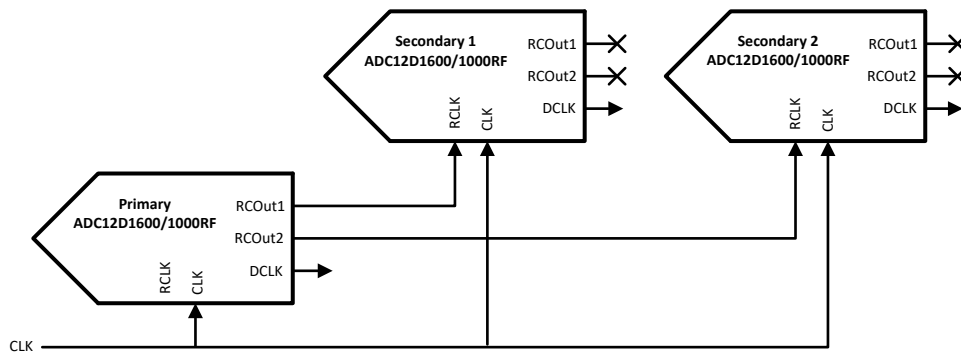 Secondary 1
ADC12D1600/1000RF
RCOut1
RCOut2
DCLK
RCLK
CLK
Secondary 2
ADC12D1600/1000RF
RCOut1
RCOut2
DCLK
RCLK
CLK
Primary
ADC12D1600/1000RF
RCOut1
RCOut2
DCLK
RCLK
CLK
CLK